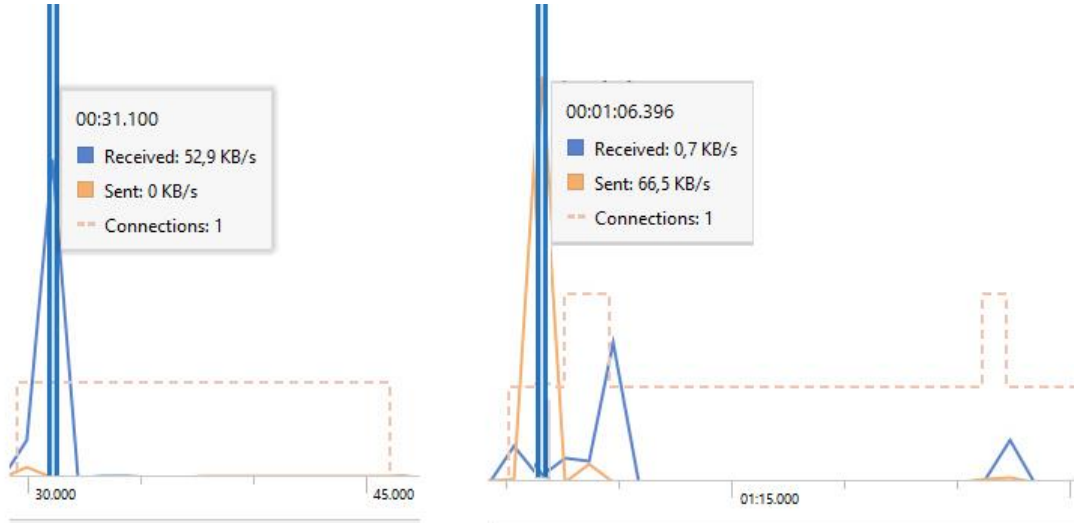 00:31.100
Received: 52,9 KB/s
Sent: 0 KB/s
Connections: 1
30.000
45.000
00:01:06.396
Received: 0,7 KB/s
Sent: 66,5 KB/s
Connections: 1
01:15.000